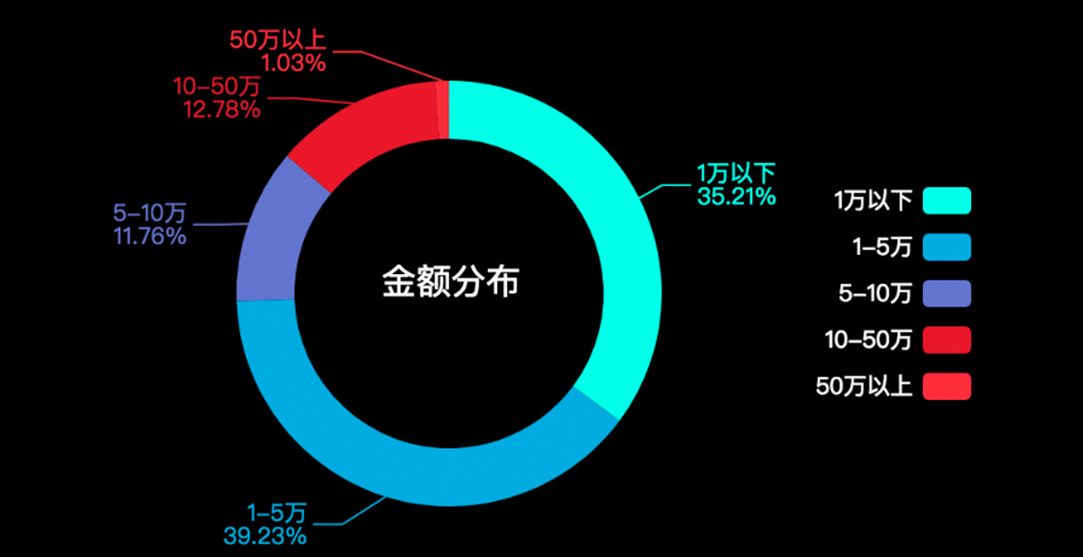 50万以上
1.03%
10-50万
12.78%
1万以下
35.21%
5-10万
11.76%
金额分布
1-5万
39.23%
1万以下
1-5万
5-10万
10-50万
50万以上